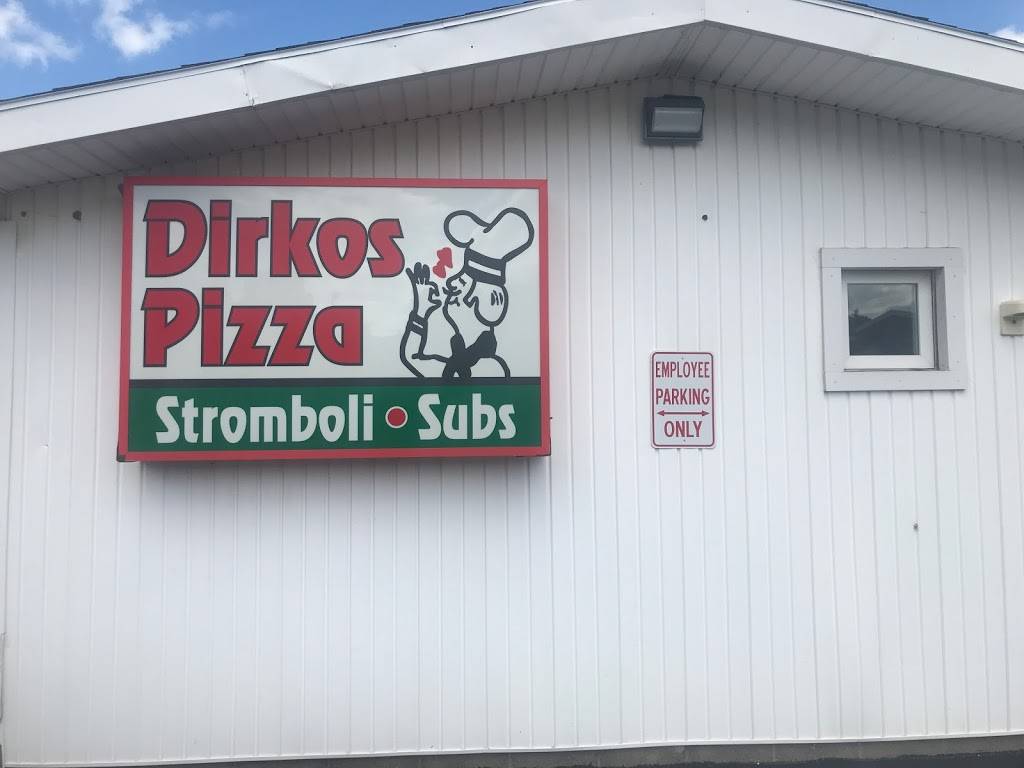 Dirkos
Pizza
Stromboli • Subs
EMPLOYEE
PARKING
ONLY